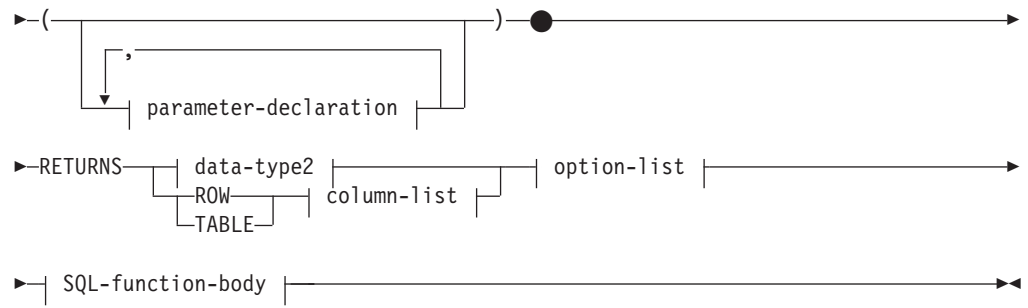 ( )
,
parameter-declaration
RETURNS data-type2 option-list
ROW column-list
TABLE
SQL-function-body